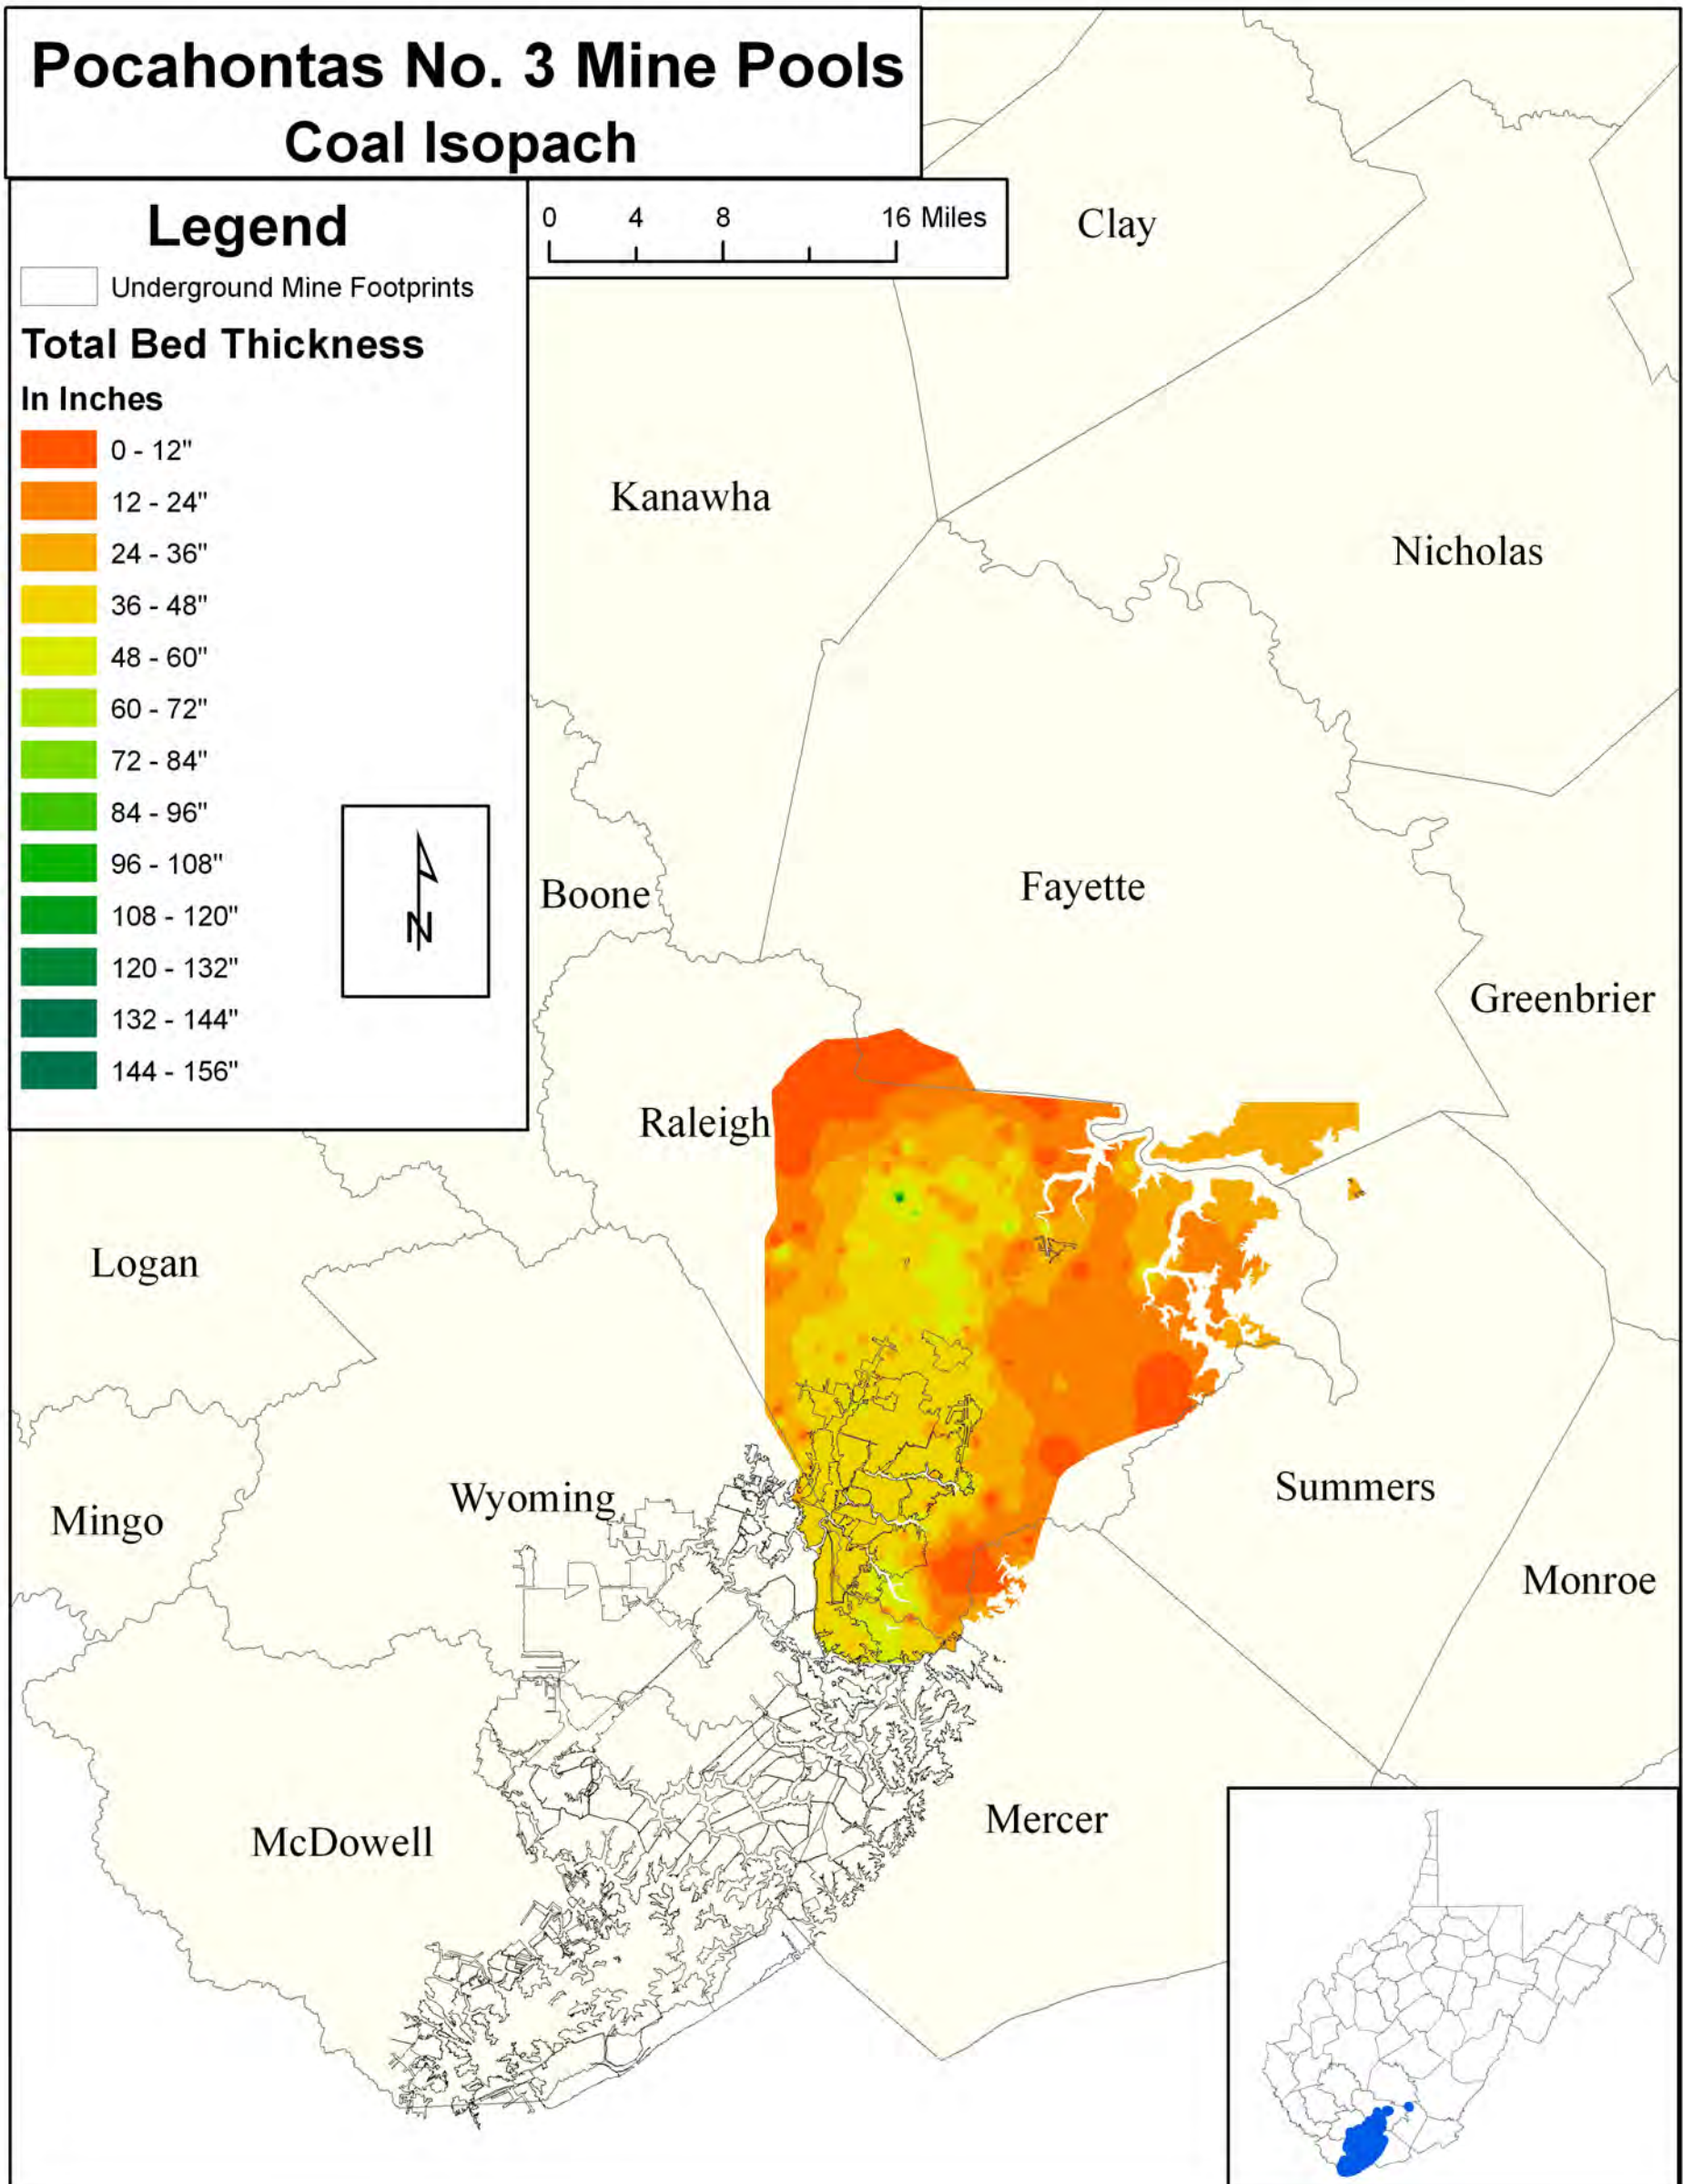 Pocahontas No. 3 Mine Pools
Coal Isopach
Legend
Underground Mine Footprints
Total Bed Thickness
In Inches
0 - 12"
12 - 24"
24 - 36"
36 - 48"
48 - 60"
60 - 72"
72 - 84"
84 - 96"
96 - 108"
108 - 120"
120 - 132"
132 - 144"
144 - 156"
N
0 4 8 16 Miles
Clay
Kanawha
Nicholas
Boone
Fayette
Greenbrier
Raleigh
Logan
Wyoming
Summers
Mingo
Monroe
McDowell
Mercer